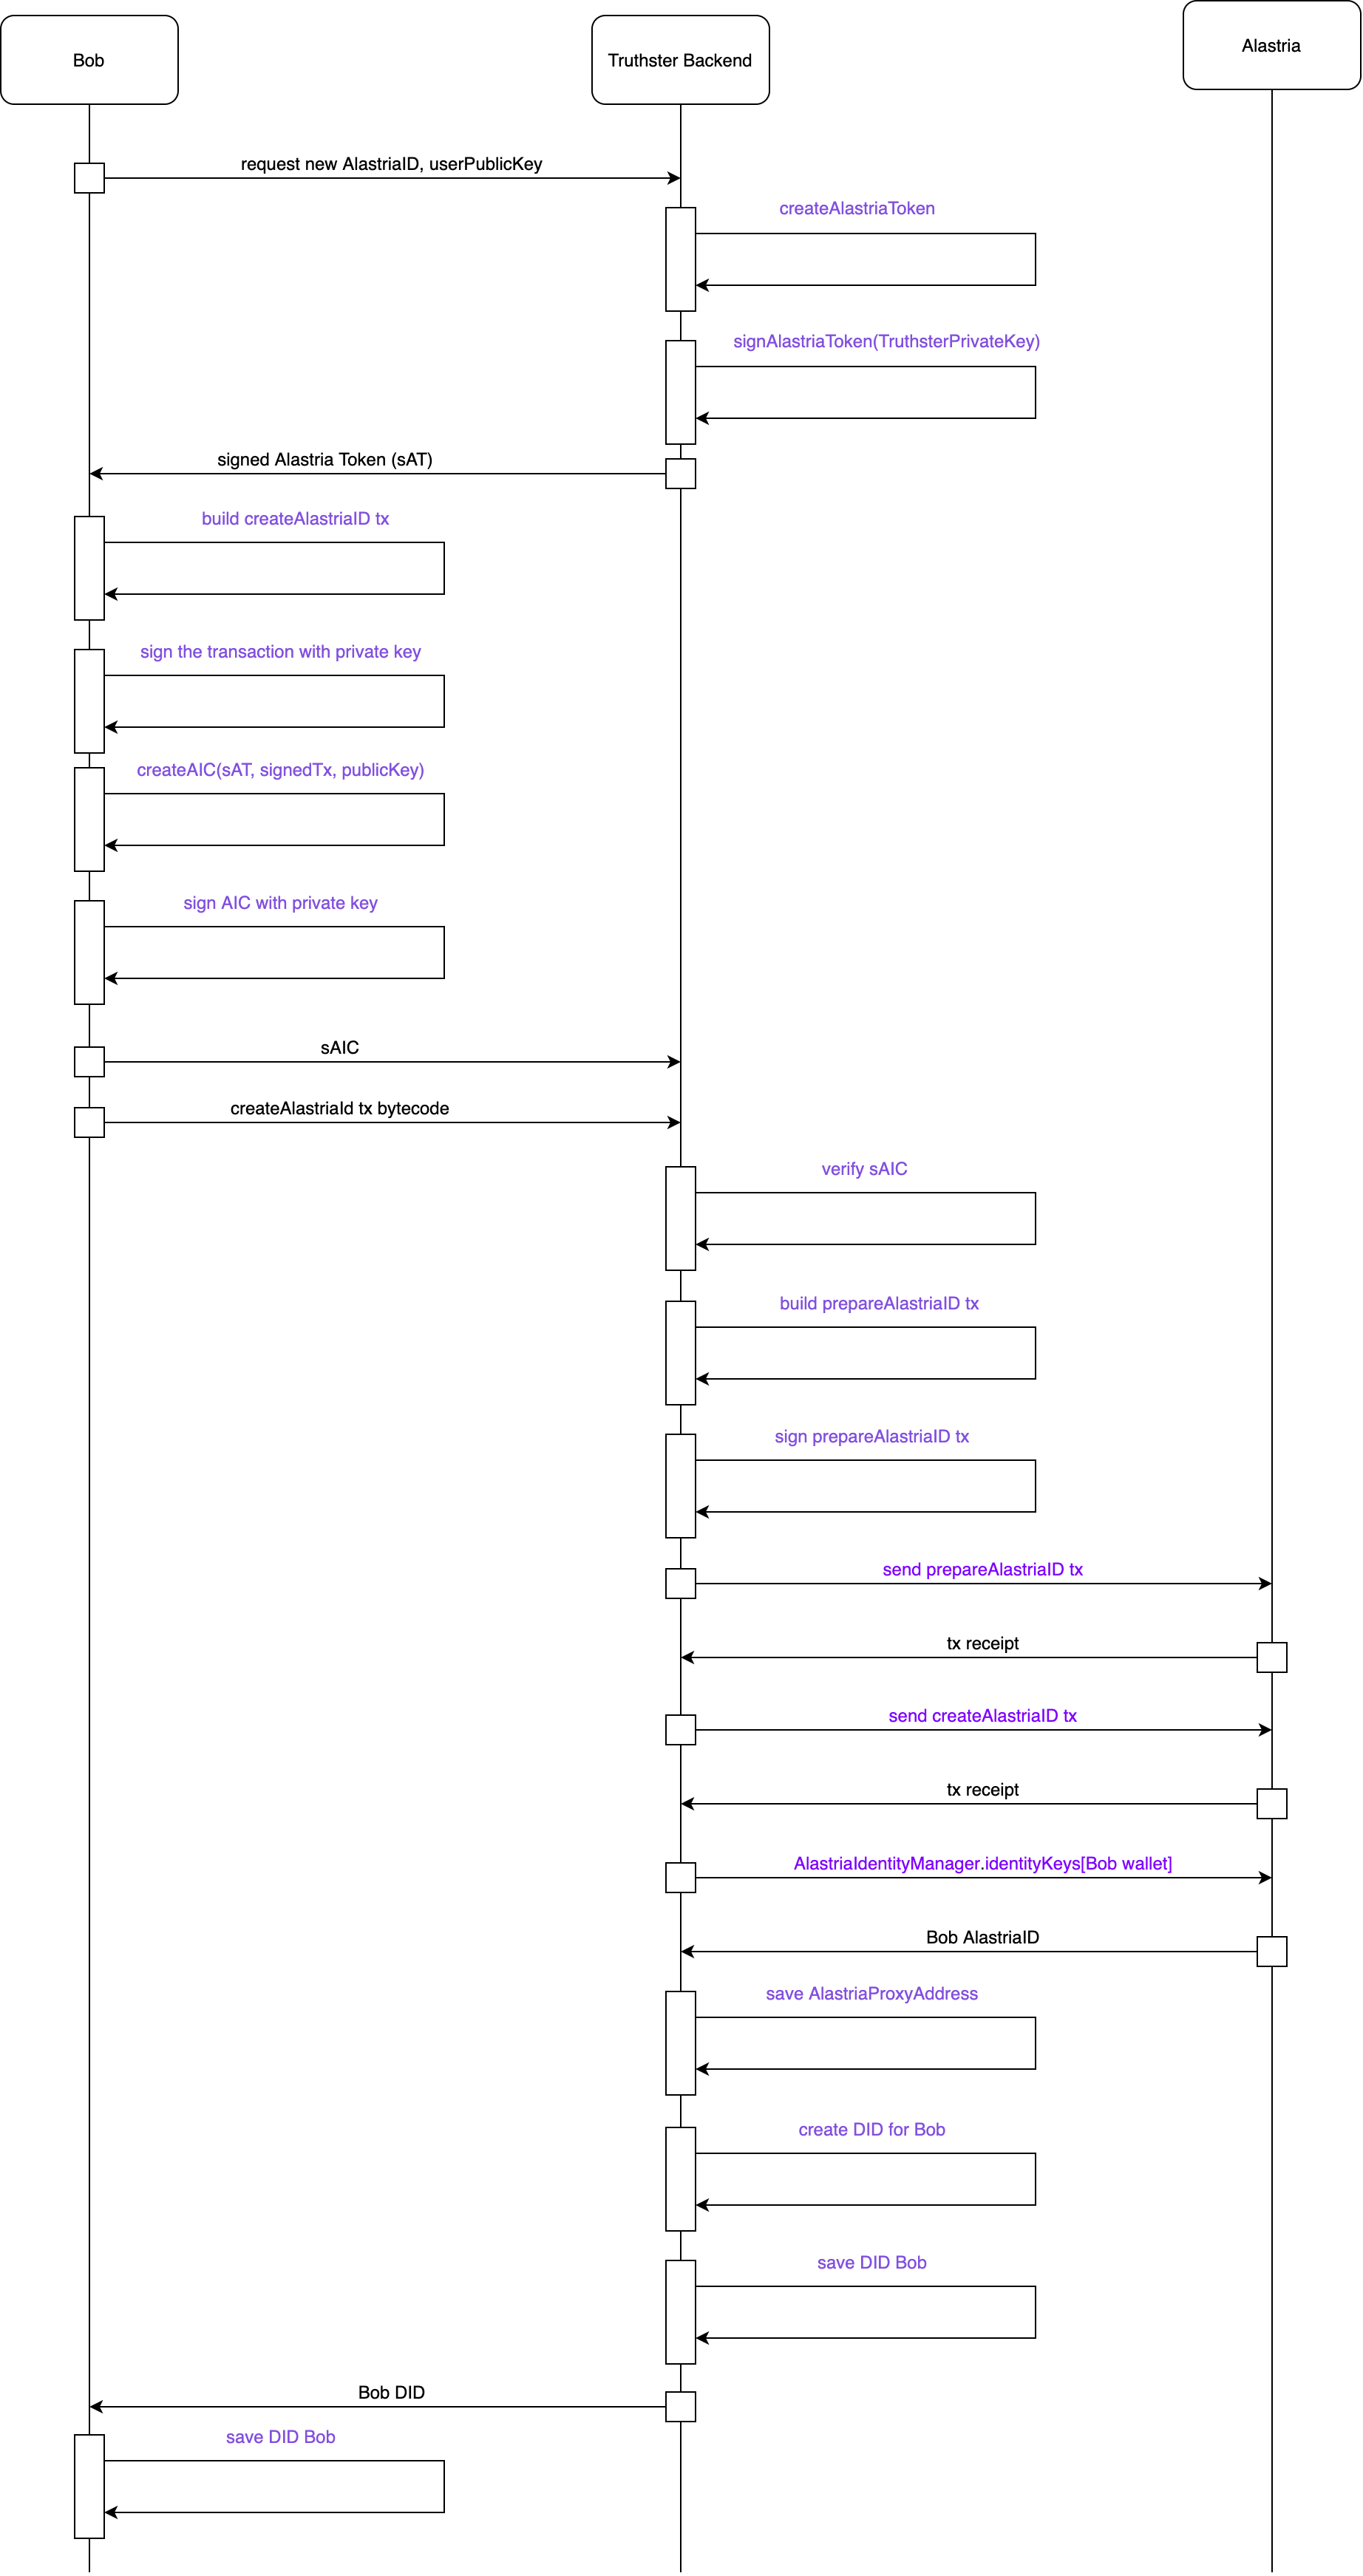 Bob
Truthster Backend
Alastria
request new AlastriaID, userPublicKey
createAlastriaToken
signAlastriaToken(TruthsterPrivateKey)
signed Alastria Token (sAT)
build createAlastriaID tx
sign the transaction with private key
createAIC(sAT, signedTx, publicKey)
sign AIC with private key
sAIC
createAlastriaId tx bytecode
verify sAIC
build prepareAlastriaID tx
sign prepareAlastriaID tx
send prepareAlastriaID tx
tx receipt
send createAlastriaID tx
tx receipt
AlastriaIdentityManager.identityKeys[Bob wallet]
Bob AlastriaID
save AlastriaProxyAddress
create DID for Bob
save DID Bob
Bob DID
save DID Bob